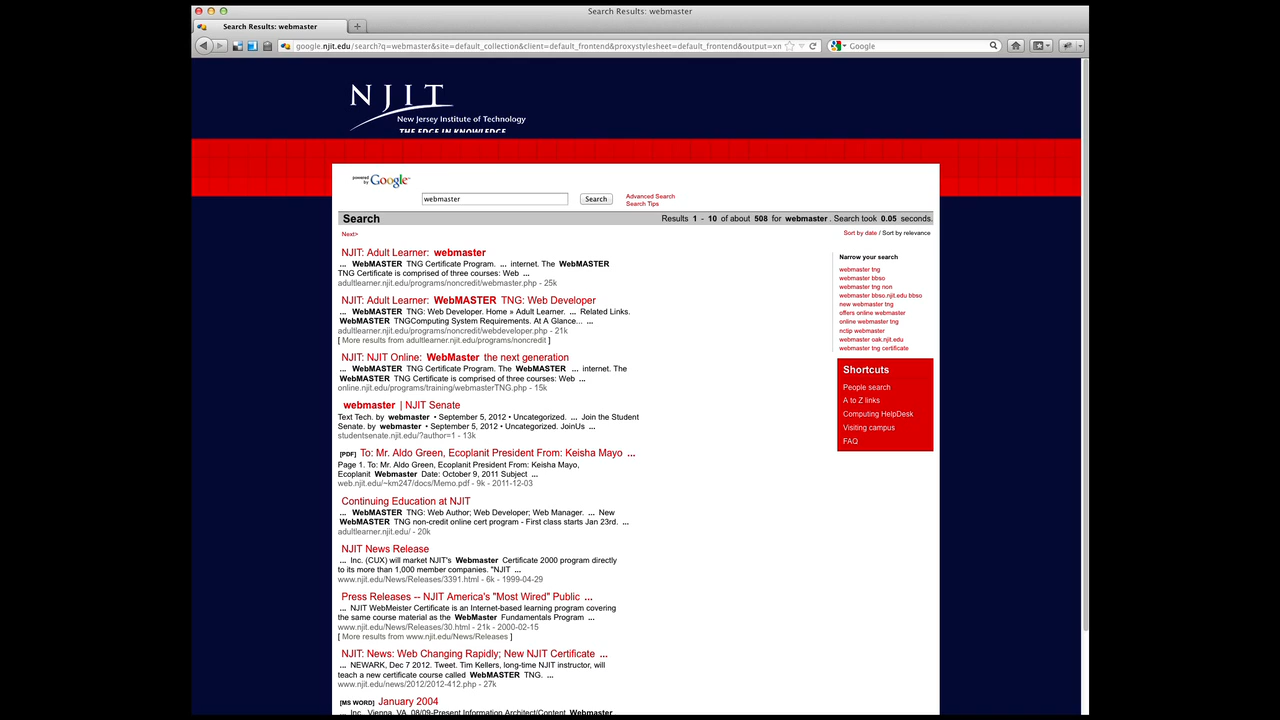 Search Results: webmaster
Search Results: webmaster
google.njit.edu/search?q=webmaster&site=default_collection&client=default_frontend&proxystylesheet=default_frontend&output=xn
Google
NJIT
New Jersey Institute of Technology
THE EDGE IN KNOWLEDGE
powered by Google
webmaster
Search
Advanced Search
Search Tips
Search
Results 1 - 10 of about 508 for webmaster. Search took 0.05 seconds.
Next>
Sort by date / Sort by relevance
NJIT: Adult Learner: webmaster
... WebMASTER TNG Certificate Program. ... internet. The WebMASTER
TNG Certificate is comprised of three courses: Web ...
adultlearner.njit.edu/programs/noncredit/webmaster.php - 25k
NJIT: Adult Learner: WebMASTER TNG: Web Developer
... WebMASTER TNG: Web Developer. Home » Adult Learner. ... Related Links.
WebMASTER TNGComputing System Requirements. At A Glance... ...
adultlearner.njit.edu/programs/noncredit/webdeveloper.php - 21k
[ More results from adultlearner.njit.edu/programs/noncredit ]
NJIT: NJIT Online: WebMaster the next generation
... WebMASTER TNG Certificate Program. The WebMASTER ... internet. The
WebMASTER TNG Certificate is comprised of three courses: Web ...
online.njit.edu/programs/training/webmasterTNG.php - 15k
webmaster | NJIT Senate
Text Tech. by webmaster • September 5, 2012 • Uncategorized. ... Join the Student
Senate. by webmaster • September 5, 2012 • Uncategorized. JoinUs ...
studentsenate.njit.edu/?author=1 - 13k
[PDF] To: Mr. Aldo Green, Ecoplanit President From: Keisha Mayo ...
Page 1. To: Mr. Aldo Green, Ecoplanit President From: Keisha Mayo,
Ecoplanit Webmaster Date: October 9, 2011 Subject ...
web.njit.edu/~km247/docs/Memo.pdf - 9k - 2011-12-03
Continuing Education at NJIT
... WebMASTER TNG: Web Author; Web Developer; Web Manager. ... New
WebMASTER TNG non-credit online cert program - First class starts Jan 23rd. ...
adultlearner.njit.edu/ - 20k
NJIT News Release
... Inc. (CUX) will market NJIT's Webmaster Certificate 2000 program directly
to its more than 1,000 member companies. "NJIT ...
www.njit.edu/News/Releases/3391.html - 6k - 1999-04-29
Press Releases -- NJIT America's "Most Wired" Public ...
... NJIT WebMeister Certificate is an Internet-based learning program covering
the same course material as the WebMaster Fundamentals Program ...
www.njit.edu/News/Releases/30.html - 21k - 2000-02-15
[ More results from www.njit.edu/News/Releases ]
NJIT: News: Web Changing Rapidly; New NJIT Certificate ...
... NEWARK, Dec 7 2012. Tweet. Tim Kellers, long-time NJIT instructor, will
teach a new certificate course called WebMASTER TNG. ...
www.njit.edu/news/2012/2012-412.php - 27k
[MS WORD] January 2004
... Inc., Vienna, VA, 08/09-Present Information Architect/Content Webmaster
Narrow your search
webmaster tng
webmaster bbso
webmaster tng non
webmaster bbso.njit.edu bbso
new webmaster tng
offers online webmaster
online webmaster tng
nctip webmaster
webmaster oak.njit.edu
webmaster tng certificate
Shortcuts
People search
A to Z links
Computing HelpDesk
Visiting campus
FAQ